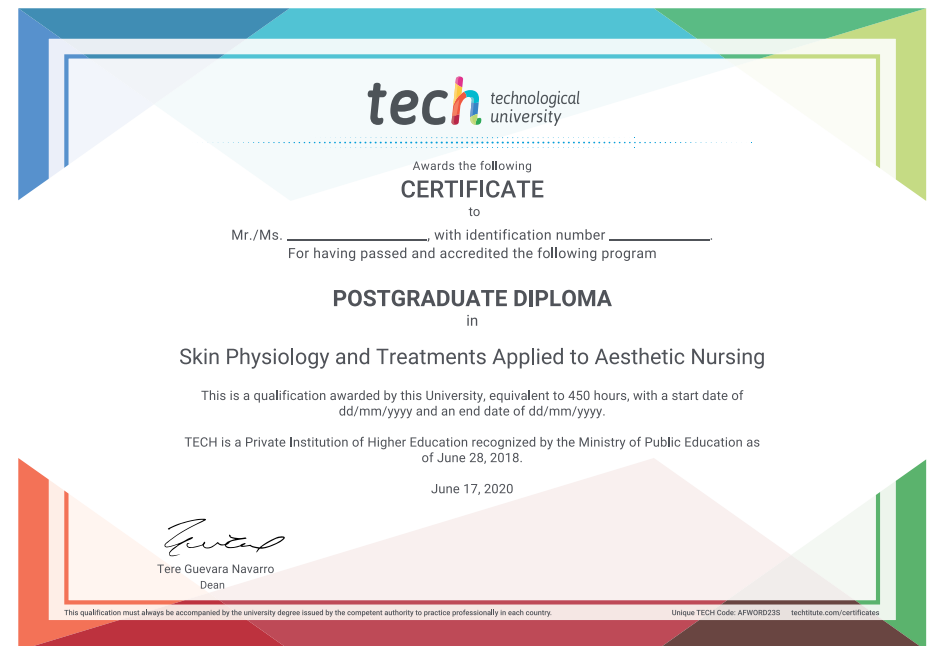 tech technological
university
Awards the following
CERTIFICATE
to
Mr./Ms. ____________, with identification number ____________.
For having passed and accredited the following program
POSTGRADUATE DIPLOMA
in
Skin Physiology and Treatments Applied to Aesthetic Nursing
This is a qualification awarded by this University, equivalent to 450 hours, with a start date of
dd/mm/yyyy and an end date of dd/mm/yyyy.
TECH is a Private Institution of Higher Education recognized by the Ministry of Public Education as
of June 28, 2018.
June 17, 2020
Tere Guevara Navarro
Dean
This qualification must always be accompanied by the university degree issued by the competent authority to practice professionally in each country. Unique TECH Code: AFWORD23S techtitute.com/certificates